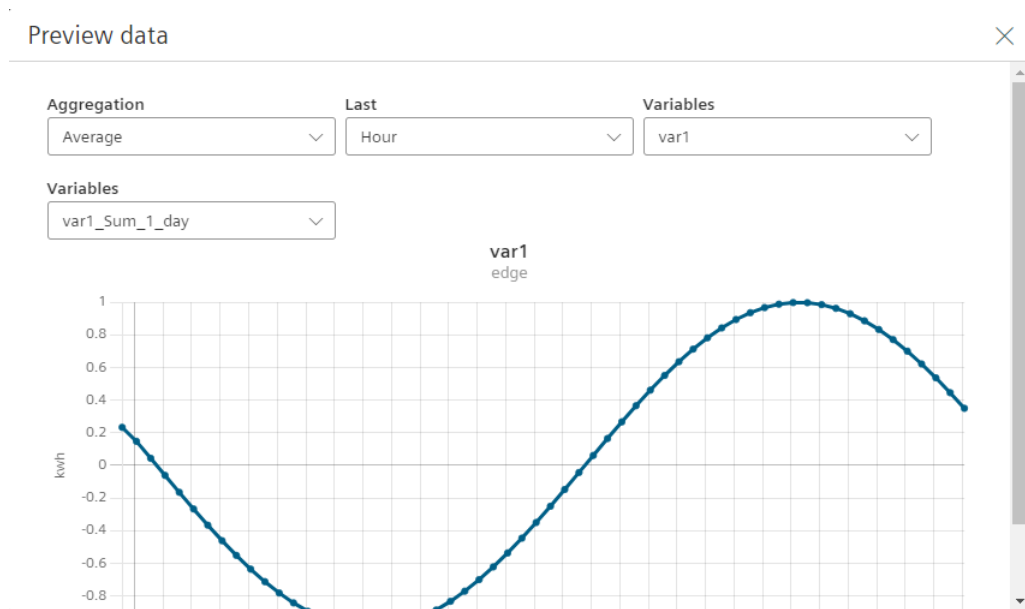 Preview data
Aggregation Last Variables
Average Hour var1
Variables
var1_Sum_1_day
var1
edge
1
0.8
0.6
0.4
0.2
0
-0.2
-0.4
-0.6
-0.8
kwh